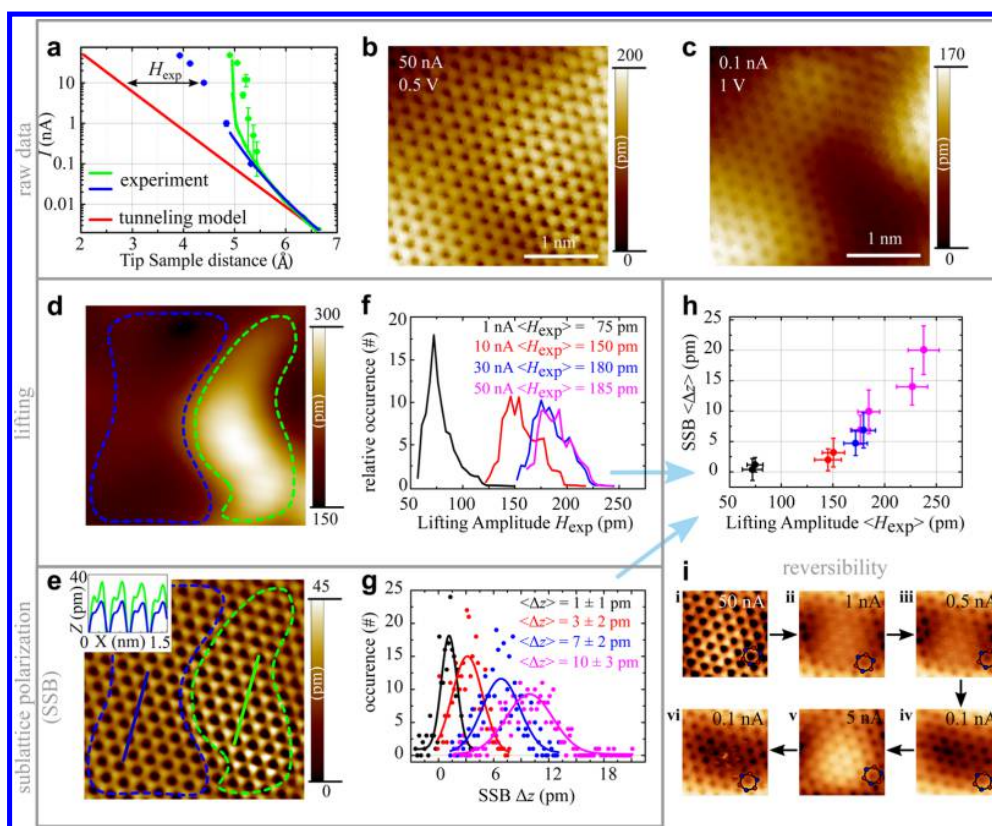 raw data
a
I (nA)
10
1
0.1
0.01
H exp
experiment
tunneling model
2 3 4 5 6 7
Tip Sample distance (Å)
b
50 nA
0.5 V
1 nm
200
(pm)
0
c
0.1 nA
1 V
1 nm
170
(pm)
0
lifting
d
300
(pm)
150
f
relative occurence (#)
20
15
10
5
0
1 nA <Hexp> = 75 pm
10 nA <Hexp> = 150 pm
30 nA <Hexp> = 180 pm
50 nA <Hexp> = 185 pm
50 100 150 200 250
Lifting Amplitude Hexp (pm)
h
SSB <Δz> (pm)
25
20
15
10
5
0
50 100 150 200 250
Lifting Amplitude <Hexp> (pm)
sublattice polarization
(SSB)
e
Z (pm)
40
0 X (nm) 1.5
45
(pm)
0
g
occurence (#)
25
20
15
10
5
0
<Δz> = 1 ± 1 pm
<Δz> = 3 ± 2 pm
<Δz> = 7 ± 2 pm
<Δz> = 10 ± 3 pm
0 6 12 18
SSB Δz (pm)
i
reversibility
i 50 nA
ii 1 nA
iii 0.5 nA
vi 0.1 nA
v 5 nA
iv 0.1 nA